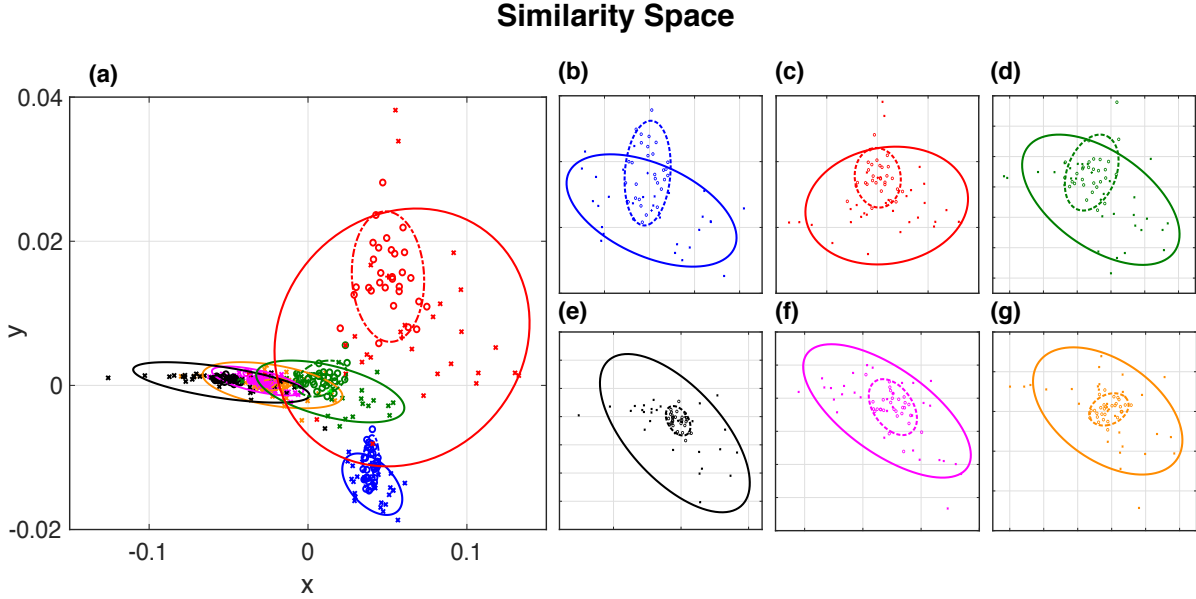 Similarity Space
(a)
(b)
(c)
(d)
0.04
0.02
0
-0.02
y
-0.1
0
0.1
x
(e)
(f)
(g)